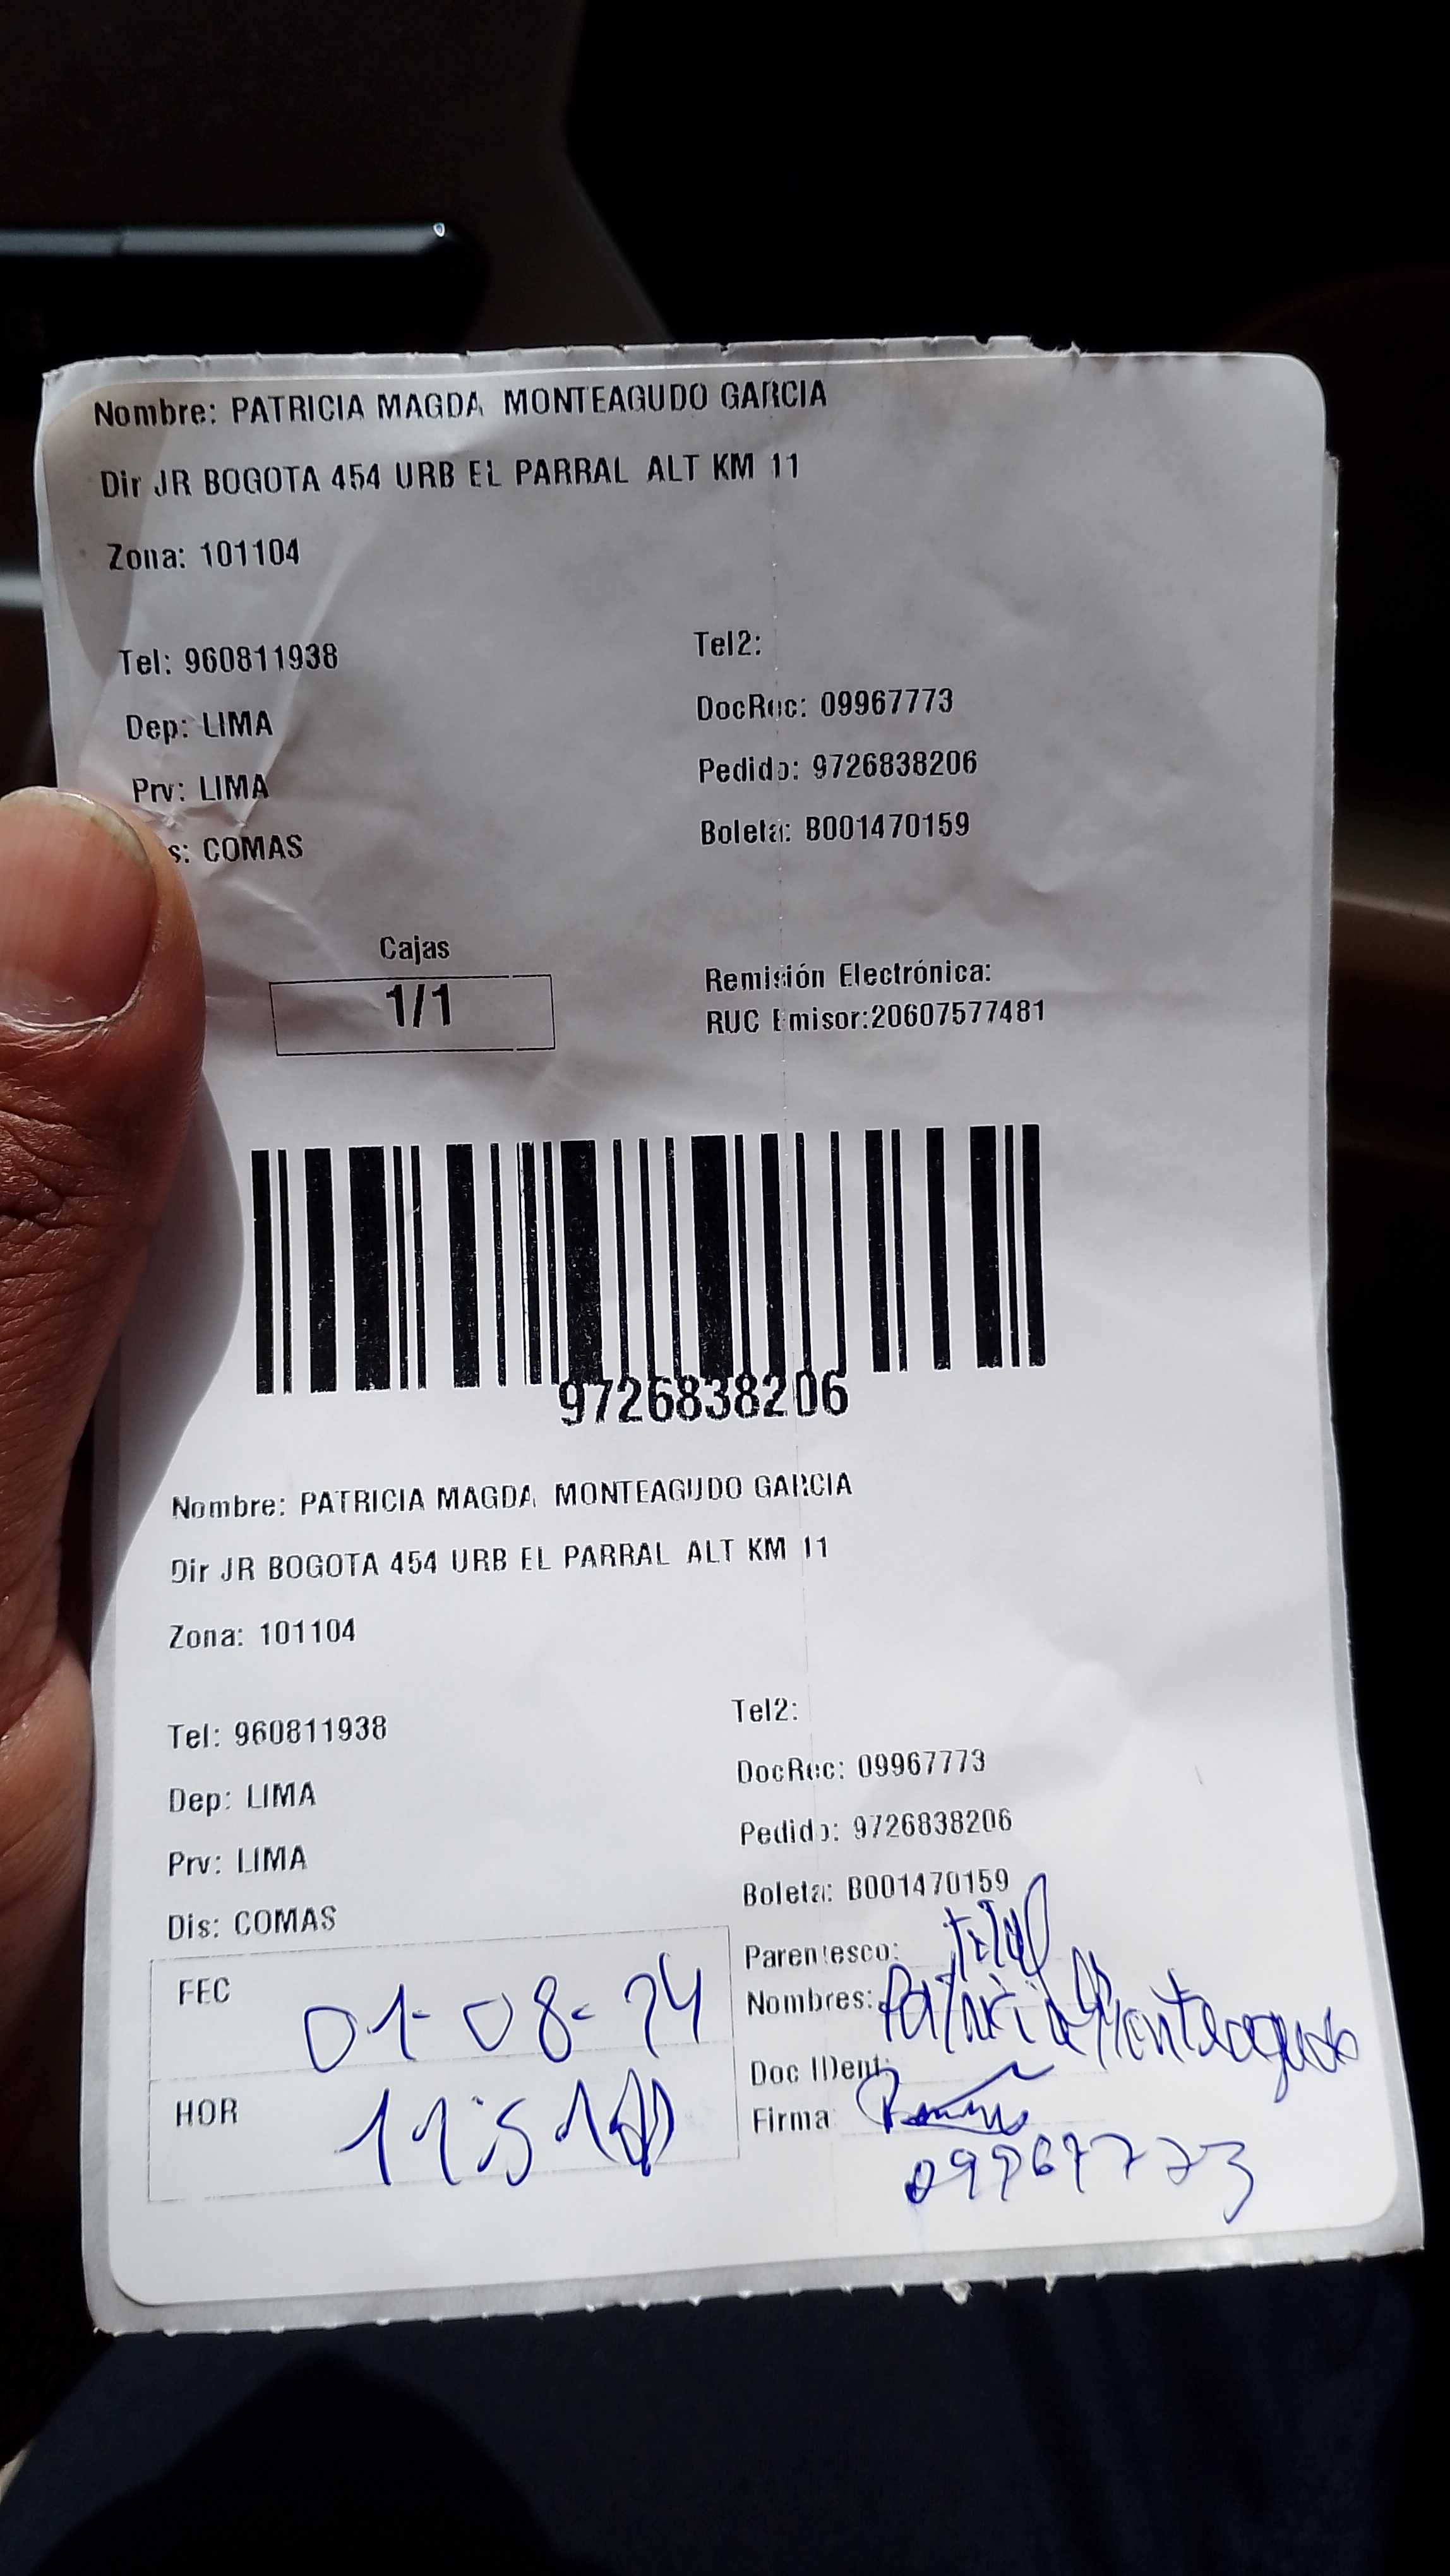 Nombre: PATRICIA MAGDA MONTEAGUDO GARCIA
Dir JR BOGOTA 454 URB EL PARRAL ALT KM 11
Zona: 101104
Tel: 960811938
Tel2:
Dep: LIMA
DocRec: 09967773
Prv: LIMA
Pedido: 9726838206
s: COMAS
Boleta: B001470159
Cajas
1/1
Remisión Electrónica:
RUC Emisor:20607577481
9726838206
Nombre: PATRICIA MAGDA MONTEAGUDO GARCIA
Dir JR BOGOTA 454 URB EL PARRAL ALT KM 11
Zona: 101104
Tel: 960811938
Tel2:
Dep: LIMA
DocRec: 09967773
Prv: LIMA
Pedido: 9726838206
Dis: COMAS
Boleta: B001470159
Parentesco: titul
FEC 01-08-24
Nombres: Patricia Monteagudo
Doc IDent:
HOR
Firma:
09967773